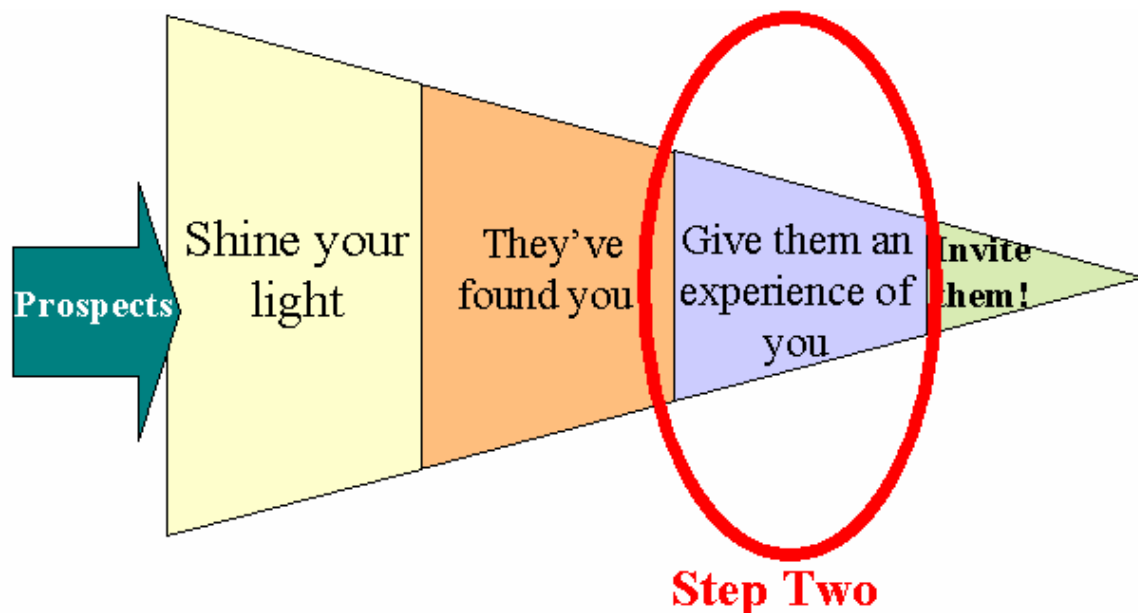 Prospects
Shine your
light
They've
found you
Give them an
experience of
you
Invite
them!
Step Two